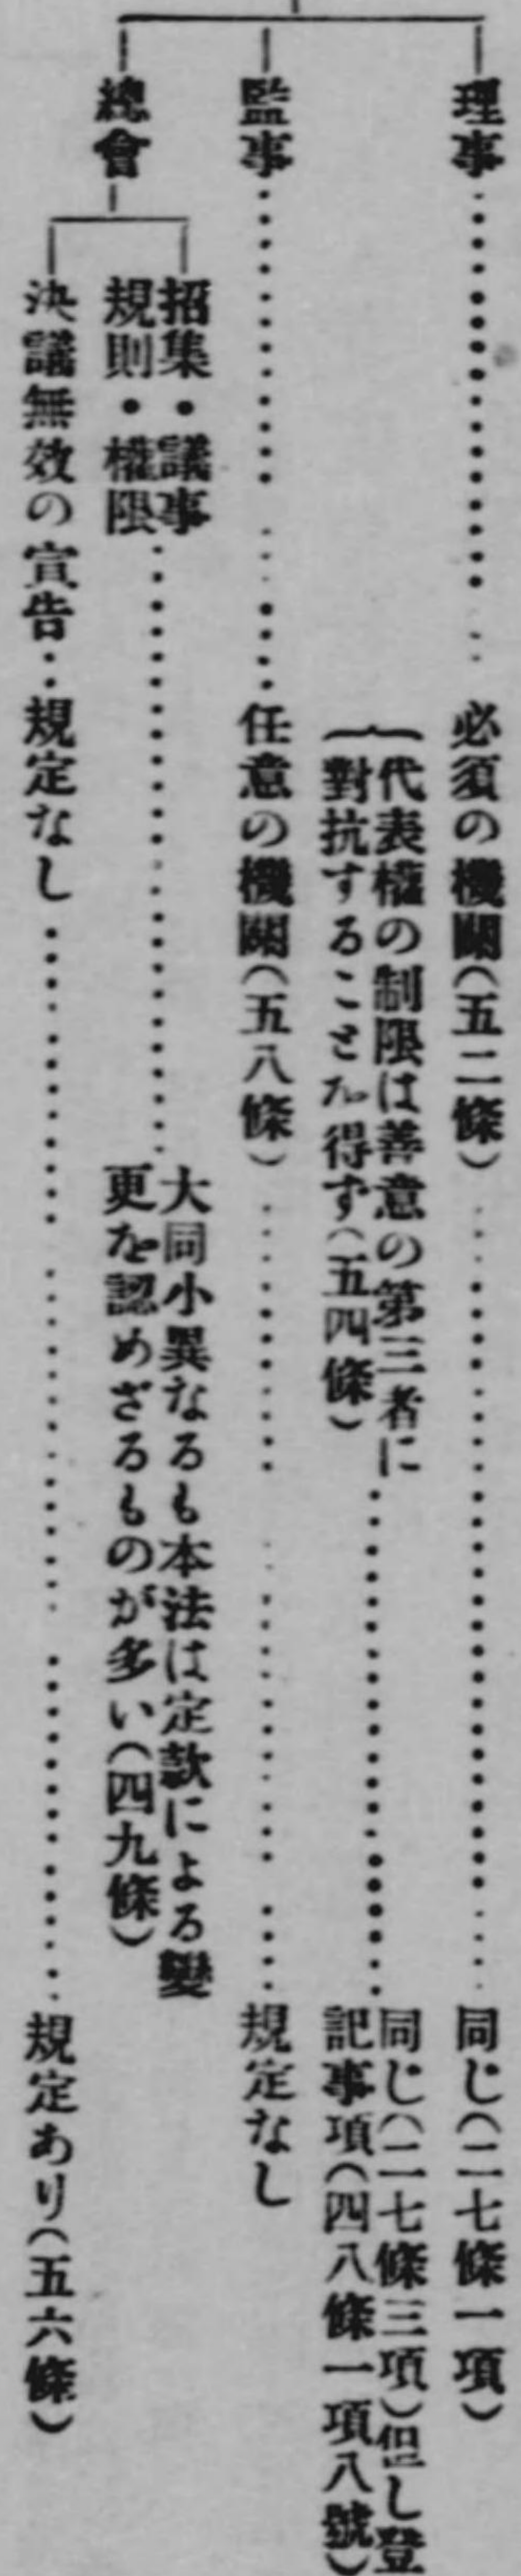 理事……………必須の機關(五二條)……………同じ(二七條一項)
代表權の制限は善意の第三者に
對抗することを得ず(五四條)……………同じ(二七條三項)但し登
記事項(四八條一項八號)
監事……………任意の機關(五八條)……………規定なし
總會
招集・議事
規則・權限……………大同小異なるも本法は定款による變
更を認めざるものが多い(四九條)
決議無效の宣告‥規定なし……………規定あり(五六條)